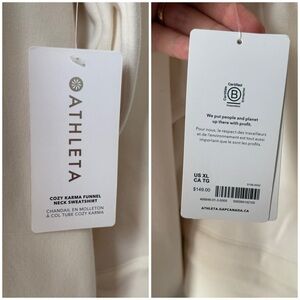 ATHLETA
COZY KARMA FUNNEL
NECK SWEATSHIRT
CHANDAIL EN MOLLETON
À COL TUBE COZY KARMA
Certified
B
Corporation
We put people and planet
up there with profit.
Pour nous, le respect des travailleurs
et de l'environnement est tout aussi
important que le sont les profits.
US XL
CA TG
$149.00
ATHLETA.GAPCANADA.CA